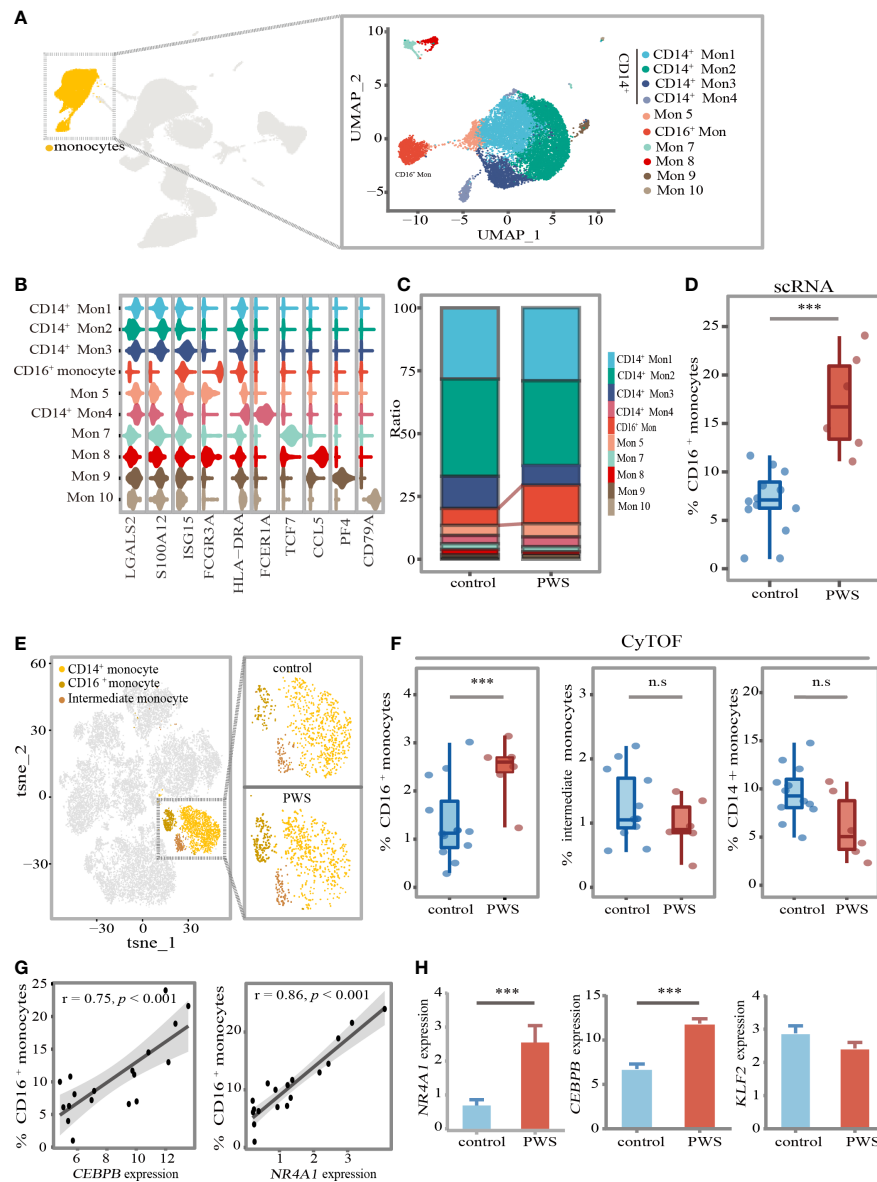 A
monocytes
UMAP_2
10
5
0
−5
−10
−5
0
5
10
UMAP_1
CD16+ Mon
CD14+
CD14+ Mon1
CD14+ Mon2
CD14+ Mon3
CD14+ Mon4
Mon 5
CD16+ Mon
Mon 7
Mon 8
Mon 9
Mon 10
B
CD14+ Mon1
CD14+ Mon2
CD14+ Mon3
CD16+ monocyte
Mon 5
CD14+ Mon4
Mon 7
Mon 8
Mon 9
Mon 10
LGALS2
S100A12
ISG15
FCGR3A
HLA−DRA
FCER1A
TCF7
CCL5
PF4
CD79A
C
Ratio
100
75
50
25
0
control
PWS
CD14+ Mon1
CD14+ Mon2
CD14+ Mon3
CD14+ Mon4
CD16+ Mon
Mon 5
Mon 7
Mon 8
Mon 9
Mon 10
D
scRNA
***
% CD16 + monocytes
25
20
15
10
5
0
control
PWS
E
tsne_2
60
30
0
−30
−30
0
30
tsne_1
CD14+ monocyte
CD16 +monocyte
Intermediate monocyte
control
PWS
F
CyTOF
***
% CD16 + monocytes
4
3
2
1
0
control
PWS
n.s
% intermediate monocytes
3
2
1
0
control
PWS
n.s
% CD14 + monocytes
20
15
10
5
0
control
PWS
G
r = 0.75, p < 0.001
% CD16 + monocytes
25
20
15
10
5
0
6
8
10
12
CEBPB expression
r = 0.86, p < 0.001
% CD16 + monocytes
20
10
0
1
2
3
4
NR4A1 expression
H
***
NR4A1 expression
4
3
2
1
0
control
PWS
***
CEBPB expression
15
10
5
0
control
PWS
KLF2 expression
4
3
2
1
0
control
PWS